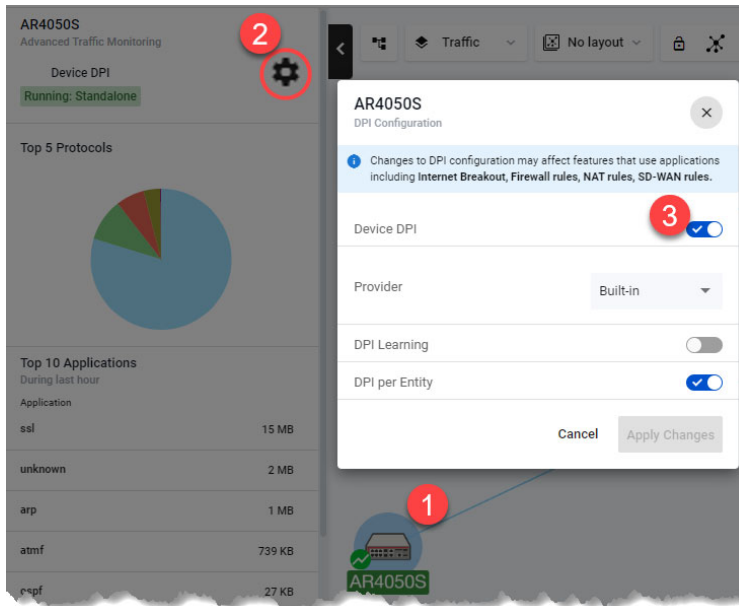 AR4050S
Advanced Traffic Monitoring
2
Device DPI
Running: Standalone
Top 5 Protocols
Top 10 Applications
During last hour
Application
ssl 15 MB
unknown 2 MB
arp 1 MB
atmf 739 KB
ospf 27 KB
Traffic
No layout
AR4050S
DPI Configuration
Changes to DPI configuration may affect features that use applications
including Internet Breakout, Firewall rules, NAT rules, SD-WAN rules.
3
Device DPI
Provider Built-in
DPI Learning
DPI per Entity
Cancel Apply Changes
1
AR4050S